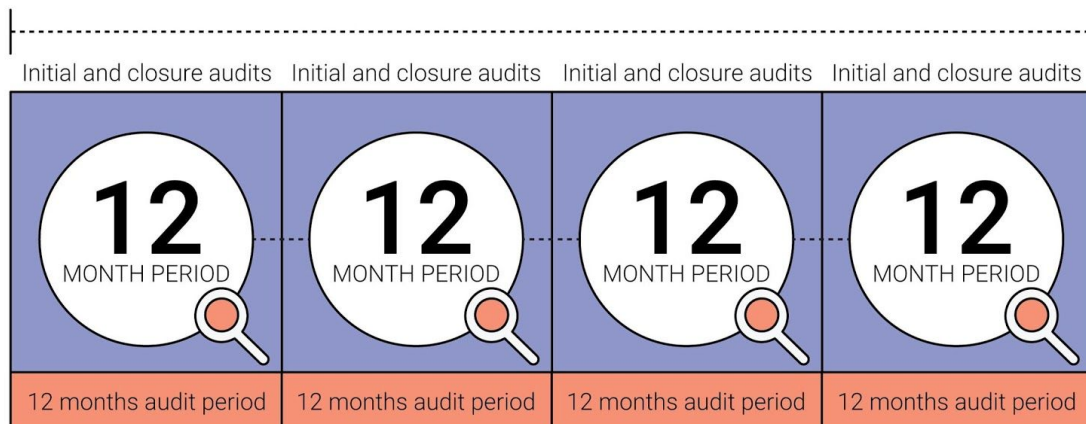 Initial and closure audits Initial and closure audits Initial and closure audits Initial and closure audits
12 12 12 12
MONTH PERIOD MONTH PERIOD MONTH PERIOD MONTH PERIOD
12 months audit period 12 months audit period 12 months audit period 12 months audit period